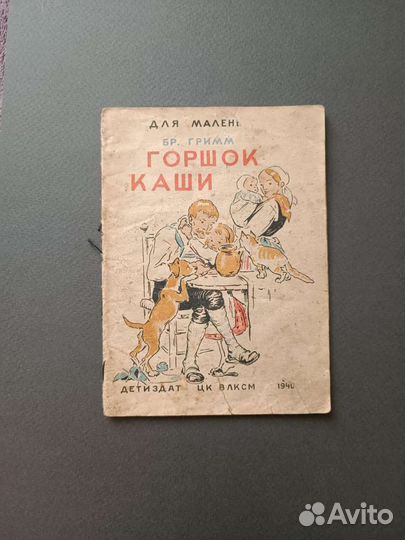 ДЛЯ МАЛЕНЬ
БР. ГРИММ
ГОРШОК
КАШИ
ДЕТИЗДАТ ЦК ВЛКСМ 1940
Avito